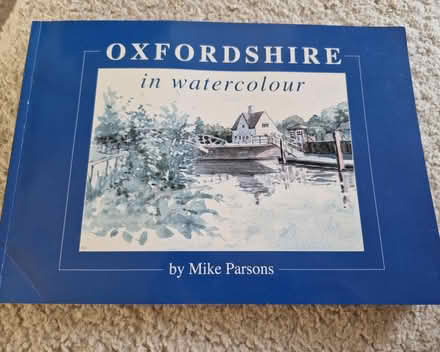 OXFORDSHIRE
in watercolour
by Mike Parsons